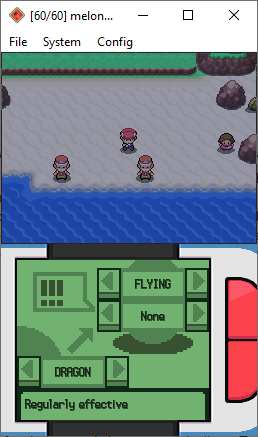 [60/60] melon...
File System Config
!!!
FLYING
None
DRAGON
Regularly effective